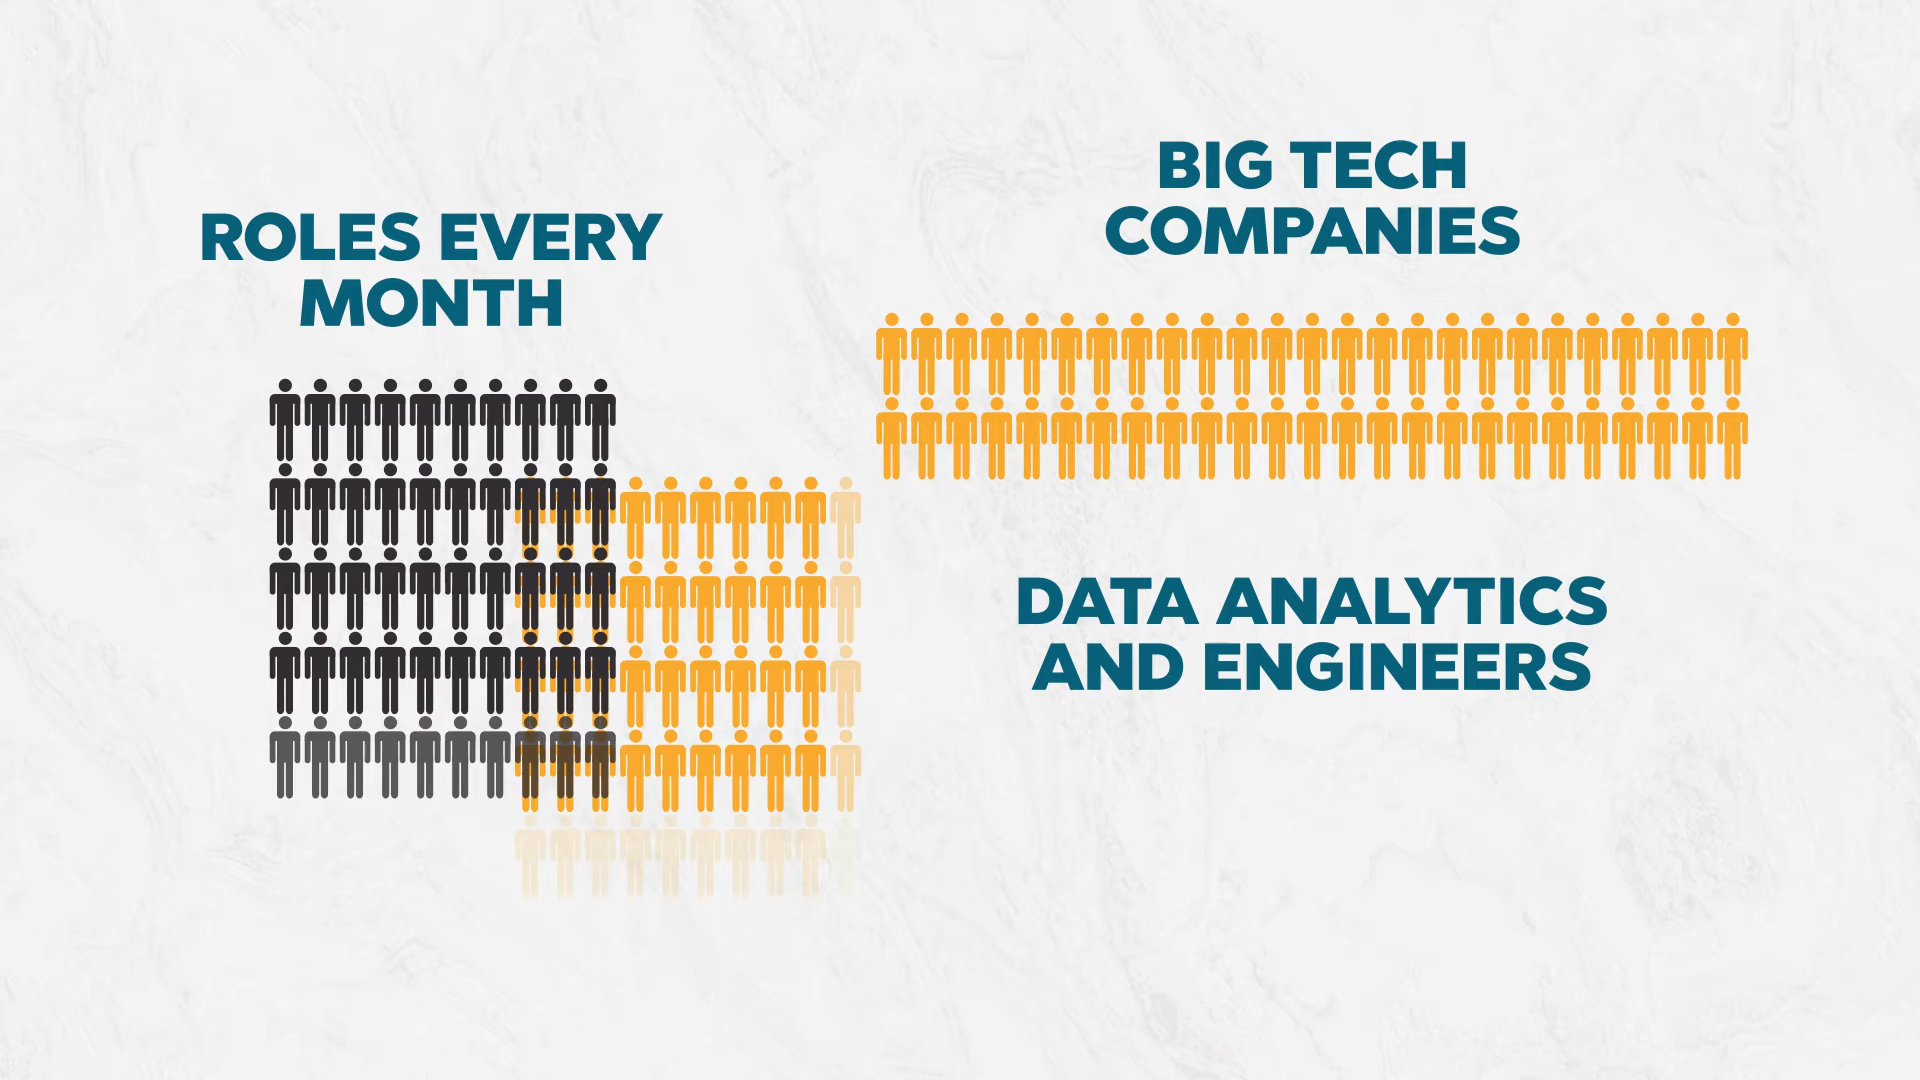 ROLES EVERY
MONTH
BIG TECH
COMPANIES
DATA ANALYTICS
AND ENGINEERS